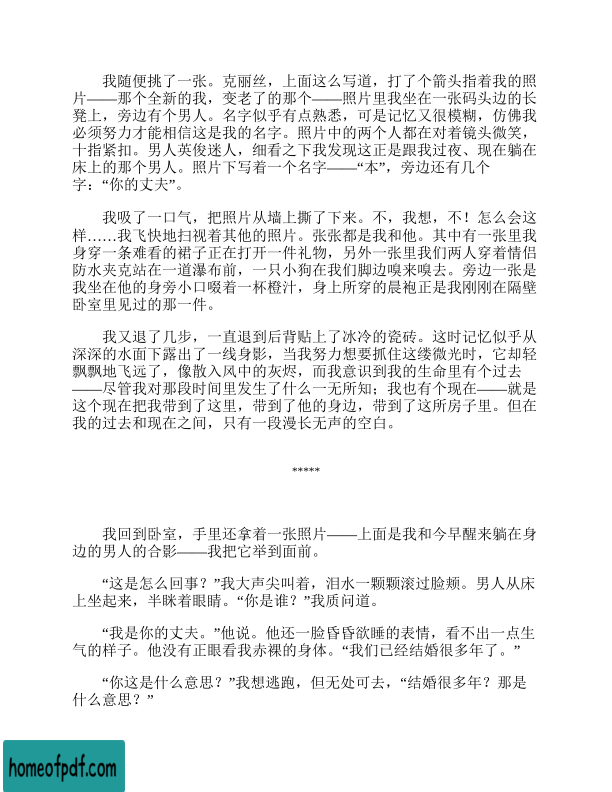 我随便挑了一张。克丽丝，上面这么写道，打了个箭头指着我的照
片——那个全新的我，变老了的那个——照片里我坐在一张码头边的长
凳上，旁边有个男人。名字似乎有点熟悉，可是记忆又很模糊，仿佛我
必须努力才能相信这是我的名字。照片中的两个人都在对着镜头微笑，
十指紧扣。男人英俊迷人，细看之下我发现这正是跟我过夜、现在躺在
床上的那个男人。照片下写着一个名字——“本”，旁边还有几个
字：“你的丈夫”。
我吸了一口气，把照片从墙上撕了下来。不，我想，不！怎么会这
样……我飞快地扫视着其他的照片。张张都是我和他。其中有一张里我
身穿一条难看的裙子正在打开一件礼物，另外一张里我们两人穿着情侣
防水夹克站在一道瀑布前，一只小狗在我们脚边嗅来嗅去。旁边一张是
我坐在他的身旁小口啜着一杯橙汁，身上所穿的晨袍正是我刚刚在隔壁
卧室里见过的那一件。
我又退了几步，一直退到后背贴上了冰冷的瓷砖。这时记忆似乎从
深深的水面下露出了一线身影，当我努力想要抓住这缕微光时，它却轻
飘飘地飞远了，像散入风中的灰烬，而我意识到我的生命里有个过去
——尽管我对那段时间里发生了什么一无所知；我也有个现在——就是
这个现在把我带到了这里，带到了他的身边，带到了这所房子里。但在
我的过去和现在之间，只有一段漫长无声的空白。
*****
我回到卧室，手里还拿着一张照片——上面是我和今早醒来躺在身
边的男人的合影——我把它举到面前。
“这是怎么回事？”我大声尖叫着，泪水一颗颗滚过脸颊。男人从床
上坐起来，半眯着眼睛。“你是谁？”我质问道。
“我是你的丈夫。”他说。他还一脸昏昏欲睡的表情，看不出一点生
气的样子。他没有正眼看我赤裸的身体。“我们已经结婚很多年了。”
“你这是什么意思？”我想逃跑，但无处可去，“结婚很多年？那是
什么意思？”
homeofpdf.com